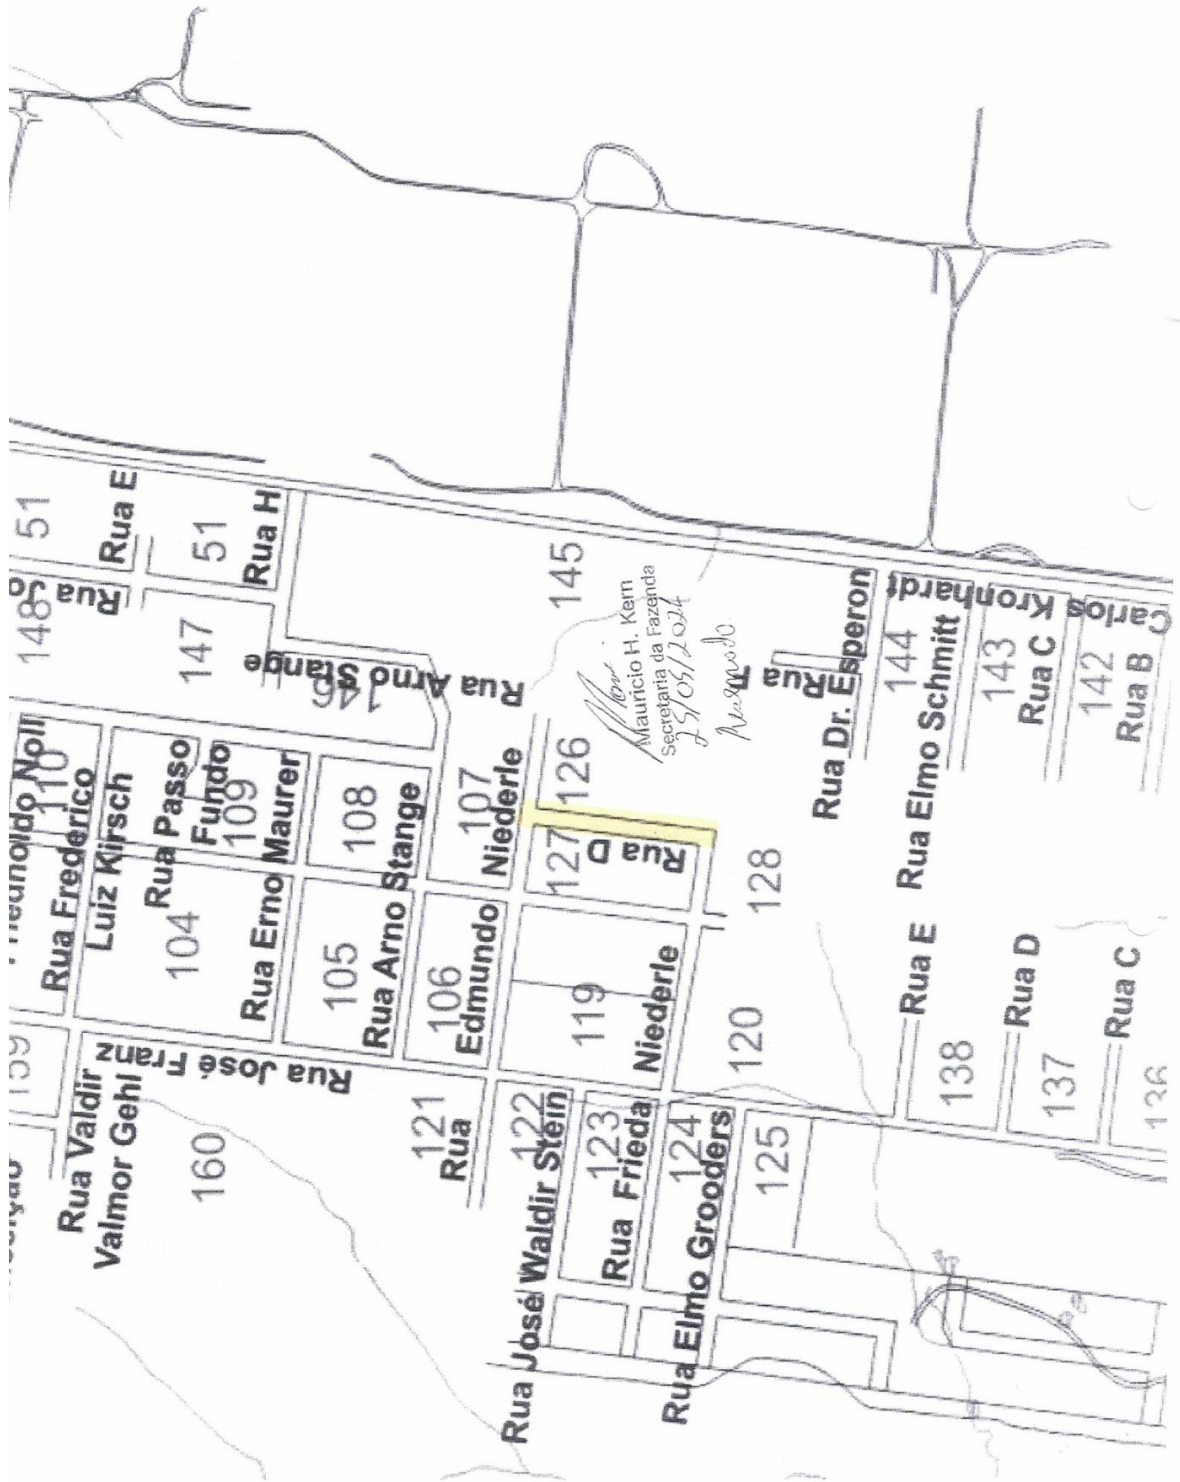 51
Rua E
51
Rua H
148
Rua Jo
147
146
Rua Arno Stange
145
Mauricio H. Kern
Secretaria da Fazenda
Rua F
Rua Dr. Esperon
144
Rua Elmo Schmitt
Carlos Kronhardt
143
Rua C
142
Rua B
110
Rua Frederico
Luiz Kirsch
Rua Passo
Fundo
109
Rua Erno Maurer
104
108
105
Rua Arno Stange
107
106
Rua
Edmundo
Niederle
126
127
Rua D
128
119
120
Niederle
159
Rua José Franz
Rua Valdir
Valmor Gehl
160
121
122
Rua José Waldir Stein
123
Rua Frieda
124
Rua Elmo Grooders
125
Rua E
138
Rua D
137
Rua C
136